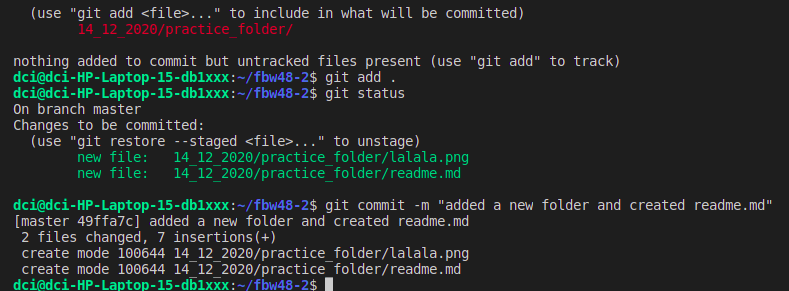 (use "git add <file>..." to include in what will be committed)
14_12_2020/practice_folder/
nothing added to commit but untracked files present (use "git add" to track)
dci@dci-HP-Laptop-15-db1xxx:~/fbw48-2$ git add .
dci@dci-HP-Laptop-15-db1xxx:~/fbw48-2$ git status
On branch master
Changes to be committed:
(use "git restore --staged <file>..." to unstage)
new file:   14_12_2020/practice_folder/lalala.png
new file:   14_12_2020/practice_folder/readme.md
dci@dci-HP-Laptop-15-db1xxx:~/fbw48-2$ git commit -m "added a new folder and created readme.md"
[master 49ffa7c] added a new folder and created readme.md
2 files changed, 7 insertions(+)
create mode 100644 14_12_2020/practice_folder/lalala.png
create mode 100644 14_12_2020/practice_folder/readme.md
dci@dci-HP-Laptop-15-db1xxx:~/fbw48-2$